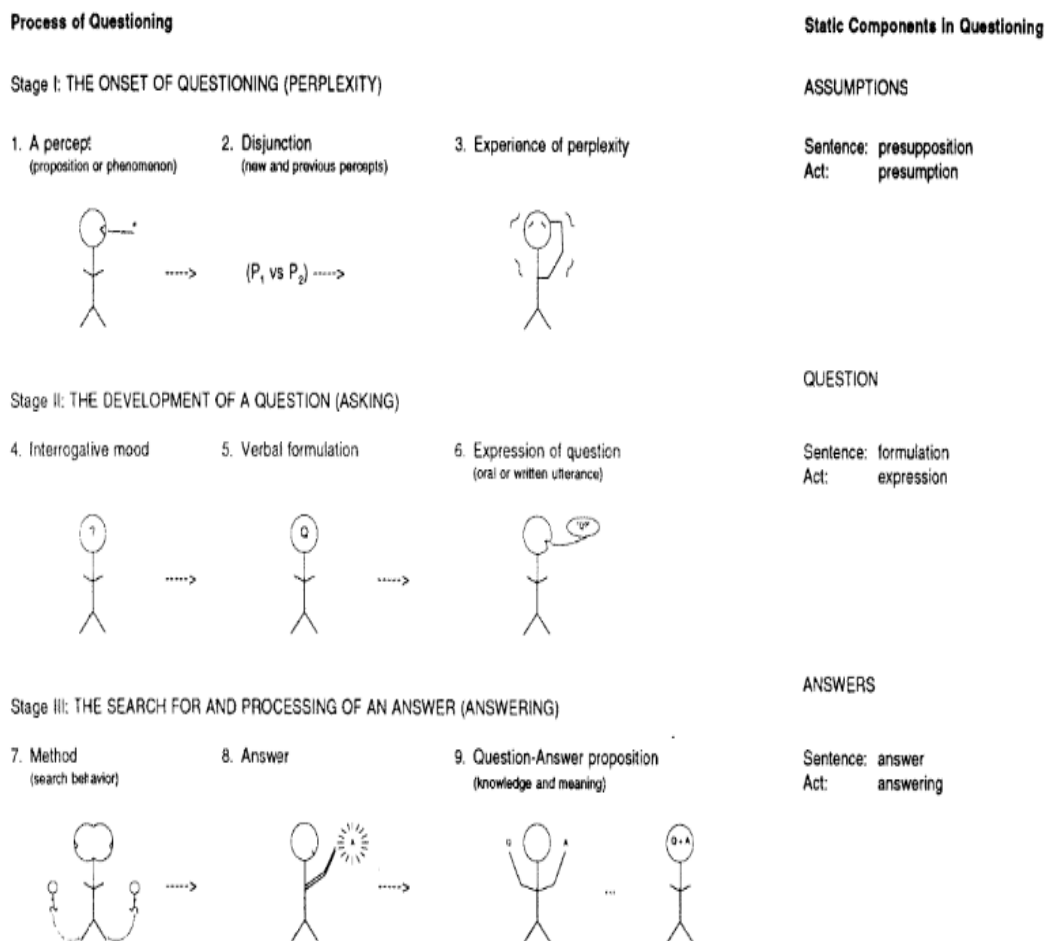 Process of Questioning
Static Components in Questioning
Stage I: THE ONSET OF QUESTIONING (PERPLEXITY)
ASSUMPTIONS
1. A percept
2. Disjunction
3. Experience of perplexity
(proposition or phenomenon)
(new and previous percepts)
Sentence: presupposition
Act: presumption
(P₁ vs P₂)
Stage II: THE DEVELOPMENT OF A QUESTION (ASKING)
QUESTION
4. Interrogative mood
5. Verbal formulation
6. Expression of question
(oral or written utterance)
Sentence: formulation
Act: expression
?
Q
"Q?"
Stage III: THE SEARCH FOR AND PROCESSING OF AN ANSWER (ANSWERING)
ANSWERS
7. Method
8. Answer
9. Question-Answer proposition
(search behavior)
(knowledge and meaning)
Sentence: answer
Act: answering
A
Q
A
Q + A
...